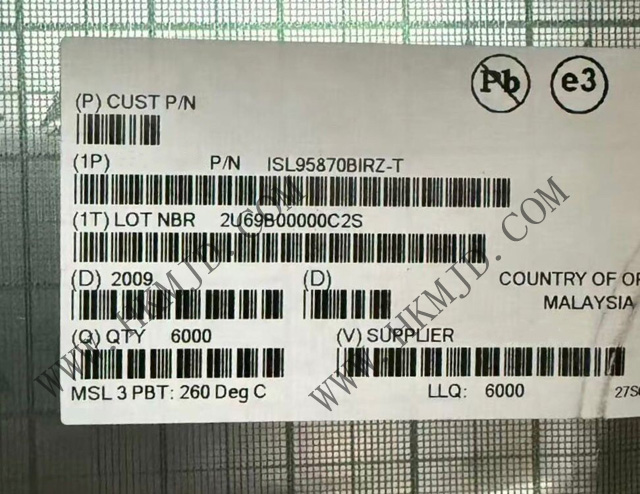 Pb e3
(P) CUST P/N
(1P) P/N ISL95870BIRZ-T
(1T) LOT NBR 2U69B00000C2S
(D) 2009 (D) COUNTRY OF OR
MALAYSIA
(Q) QTY 6000 (V) SUPPLIER
MSL 3 PBT: 260 Deg C LLQ: 6000
WWW.HKMJD.COM
WWW.HKMJD.COM